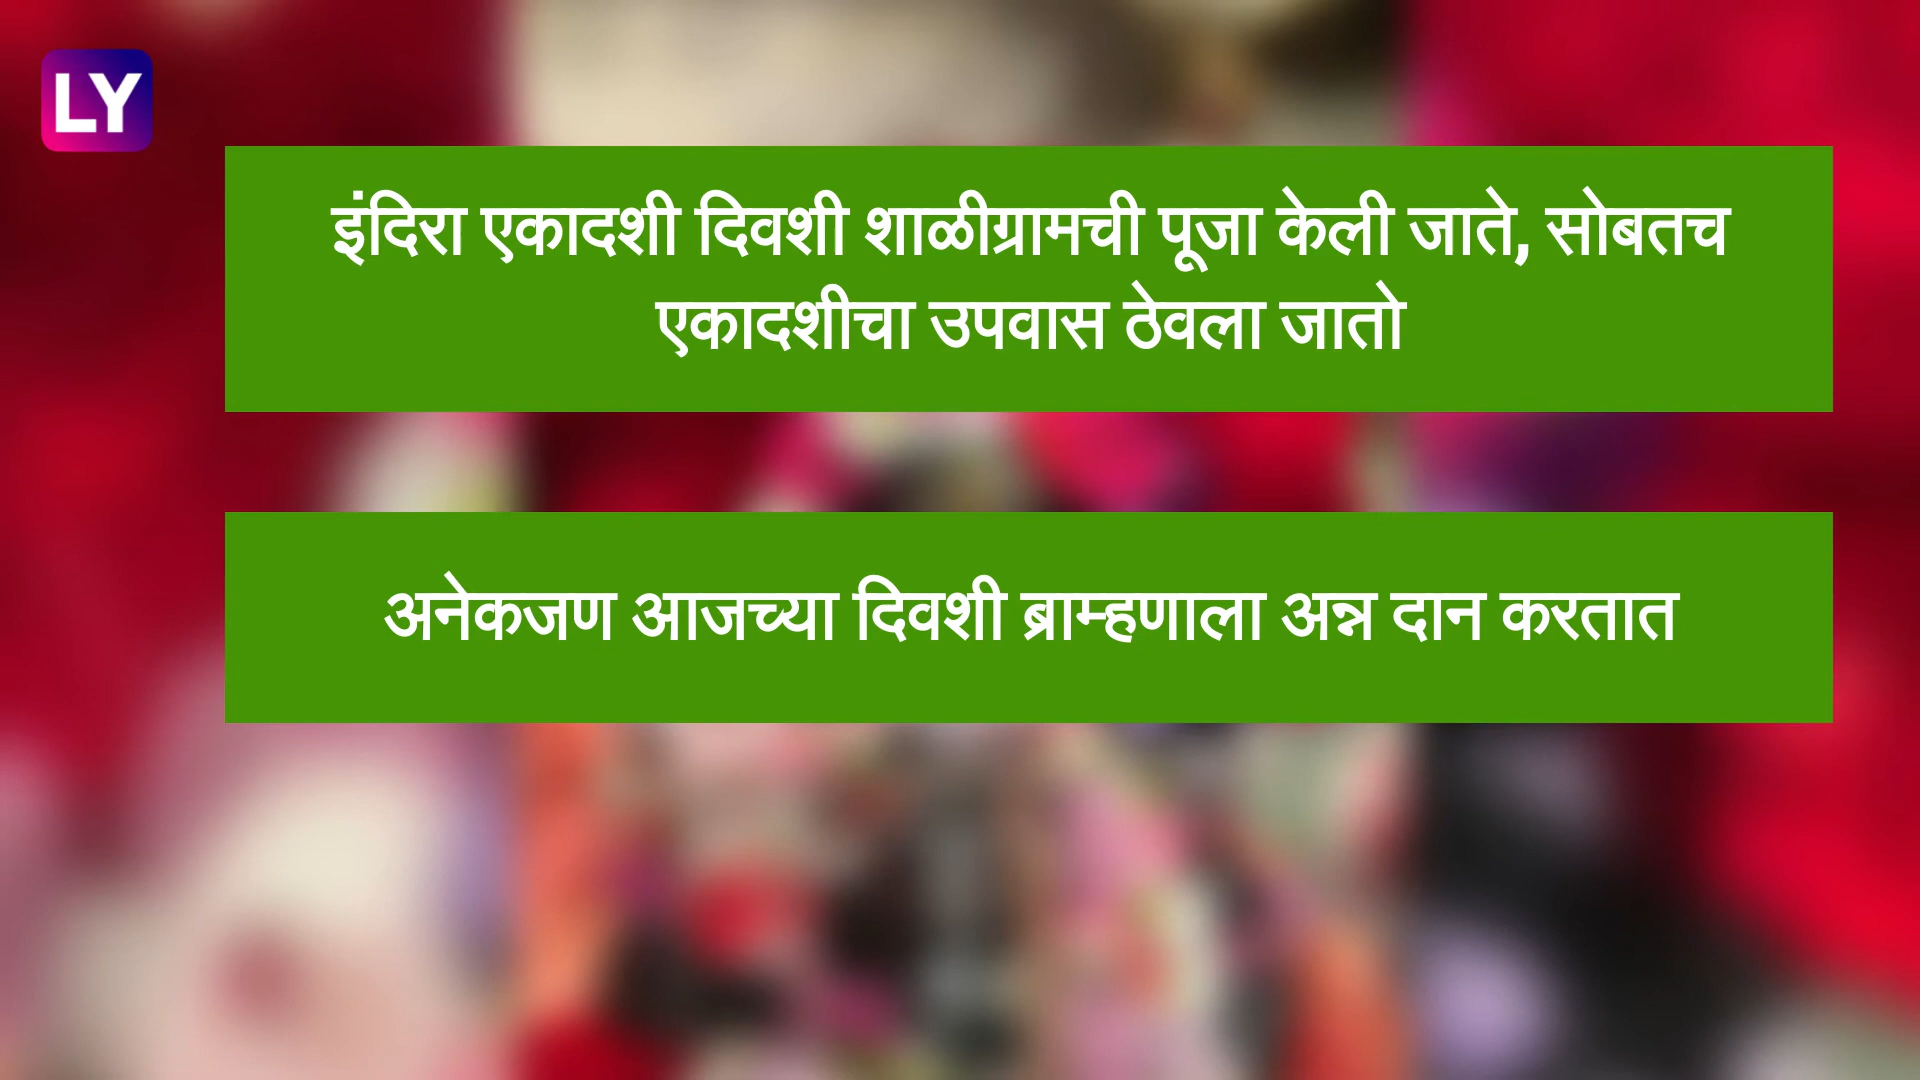 LY
इंदिरा एकादशी दिवशी शाळीग्रामची पूजा केली जाते, सोबतच
एकादशीचा उपवास ठेवला जातो
अनेकजण आजच्या दिवशी ब्राम्हणाला अन्न दान करतात